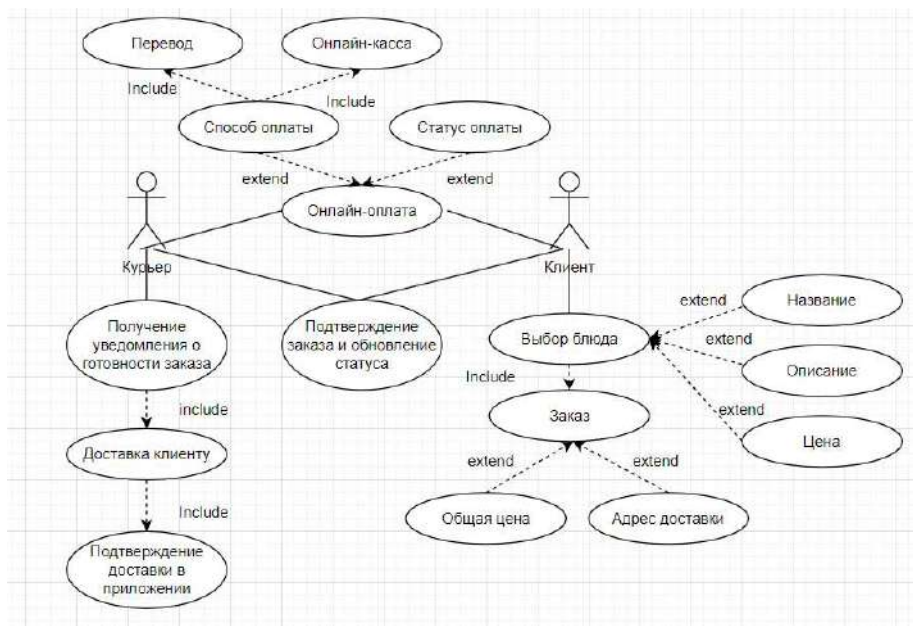 Перевод
Онлайн-касса
Include
Include
Способ оплаты
Статус оплаты
extend
extend
Онлайн-оплата
Курьер
Клиент
Получение
уведомления о
готовности заказа
Подтверждение
заказа и обновление
статуса
Выбор блюда
extend
Название
extend
Описание
extend
Цена
Include
Заказ
include
Доставка клиенту
extend
extend
Общая цена
Адрес доставки
Include
Подтверждение
доставки в
приложении